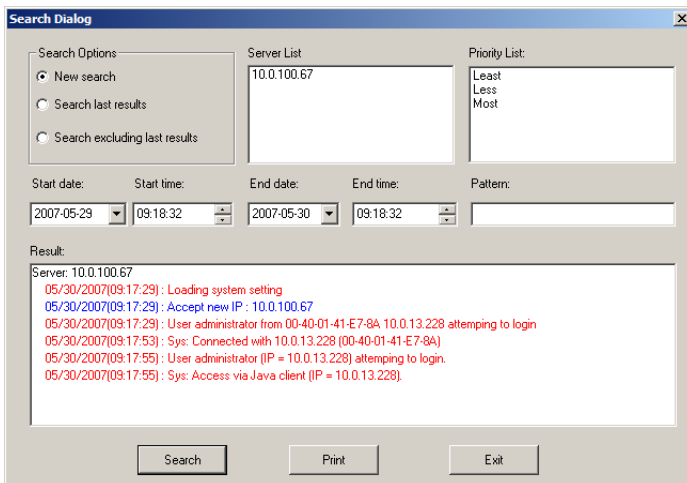 Search Dialog
Search Options
New search
Search last results
Search excluding last results
Server List
10.0.100.67
Priority List:
Least
Less
Most
Start date:
Start time:
End date:
End time:
Pattern:
2007-05-29
09:18:32
2007-05-30
09:18:32
Result:
Server: 10.0.100.67
05/30/2007(09:17:29) : Loading system setting
05/30/2007(09:17:29) : Accept new IP : 10.0.100.67
05/30/2007(09:17:29) : User administrator from 00-40-01-41-E7-8A 10.0.13.228 attemping to login
05/30/2007(09:17:53) : Sys: Connected with 10.0.13.228 (00-40-01-41-E7-8A)
05/30/2007(09:17:55) : User administrator (IP = 10.0.13.228) attemping to login.
05/30/2007(09:17:55) : Sys: Access via Java client (IP = 10.0.13.228).
Search
Print
Exit